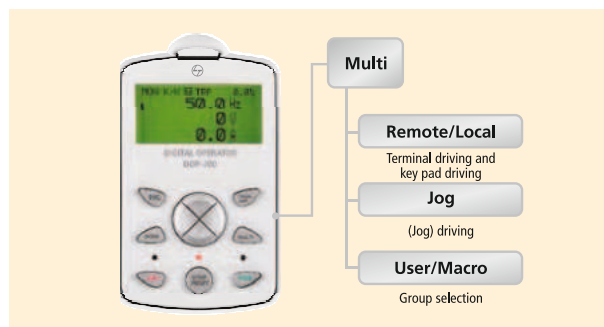 Multi
50.0 Hz
0
0.0
DIGITAL OPERATOR
Remote/Local
Terminal driving and
key pad driving
Jog
(Jog) driving
User/Macro
Group selection